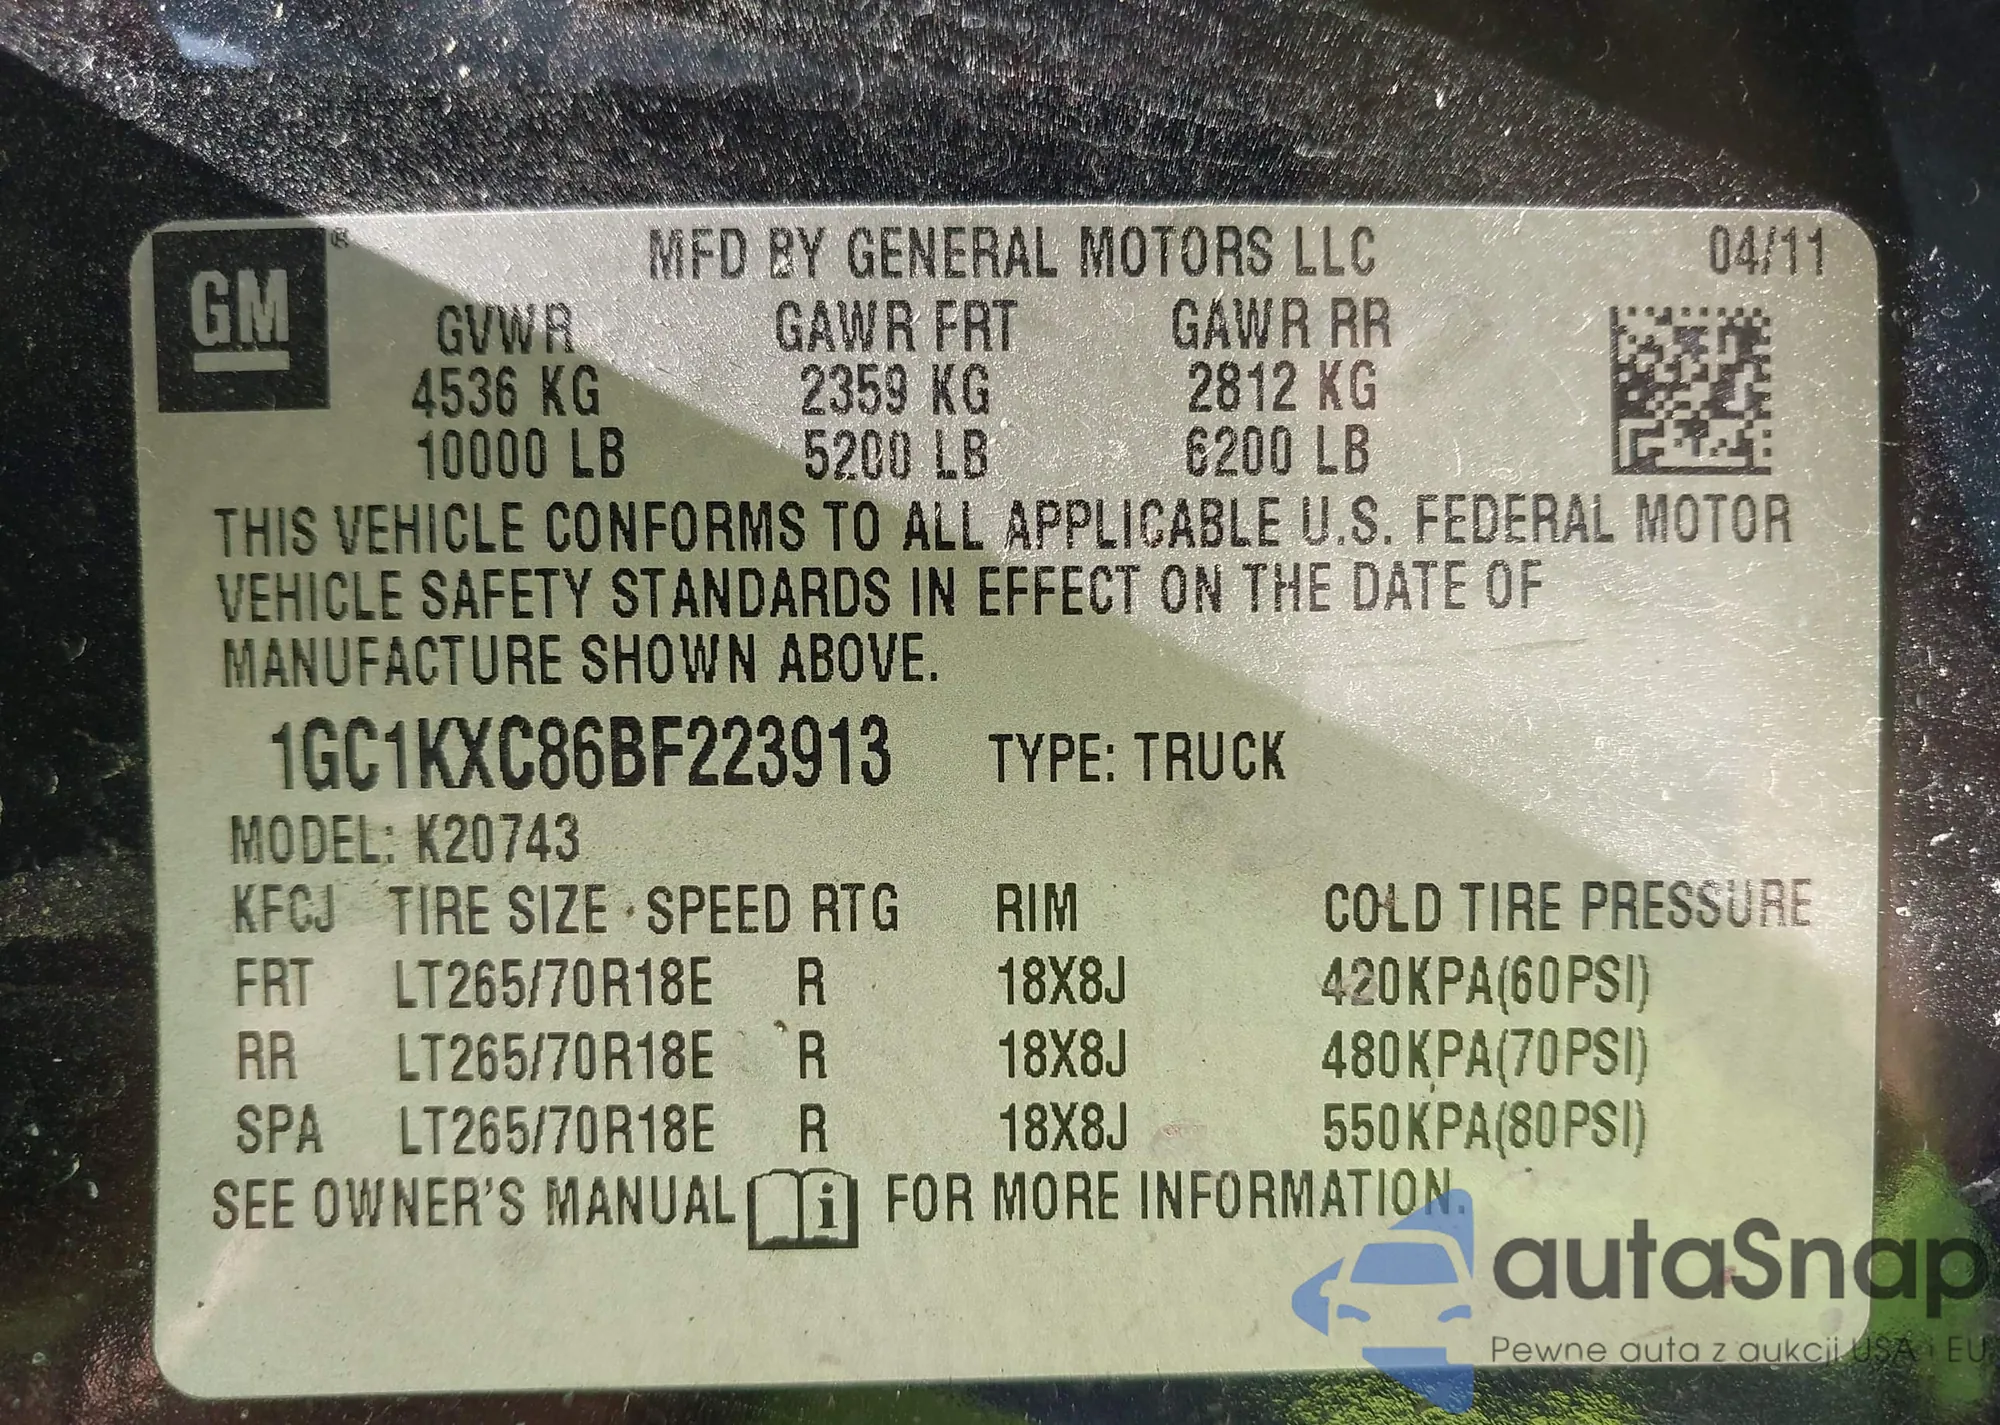 GM ® MFD BY GENERAL MOTORS LLC 04/11
GVWR GAWR FRT GAWR RR
4536 KG 2359 KG 2812 KG
10000 LB 5200 LB 6200 LB
THIS VEHICLE CONFORMS TO ALL APPLICABLE U.S. FEDERAL MOTOR
VEHICLE SAFETY STANDARDS IN EFFECT ON THE DATE OF
MANUFACTURE SHOWN ABOVE.
1GC1KXC86BF223913 TYPE: TRUCK
MODEL: K20743
KFCJ TIRE SIZE SPEED RTG RIM COLD TIRE PRESSURE
FRT LT265/70R18E R 18X8J 420KPA(60PSI)
RR LT265/70R18E R 18X8J 480KPA(70PSI)
SPA LT265/70R18E R 18X8J 550KPA(80PSI)
SEE OWNER'S MANUAL i FOR MORE INFORMATION.
autaSnap
Pewne auta z aukcji USA i EU